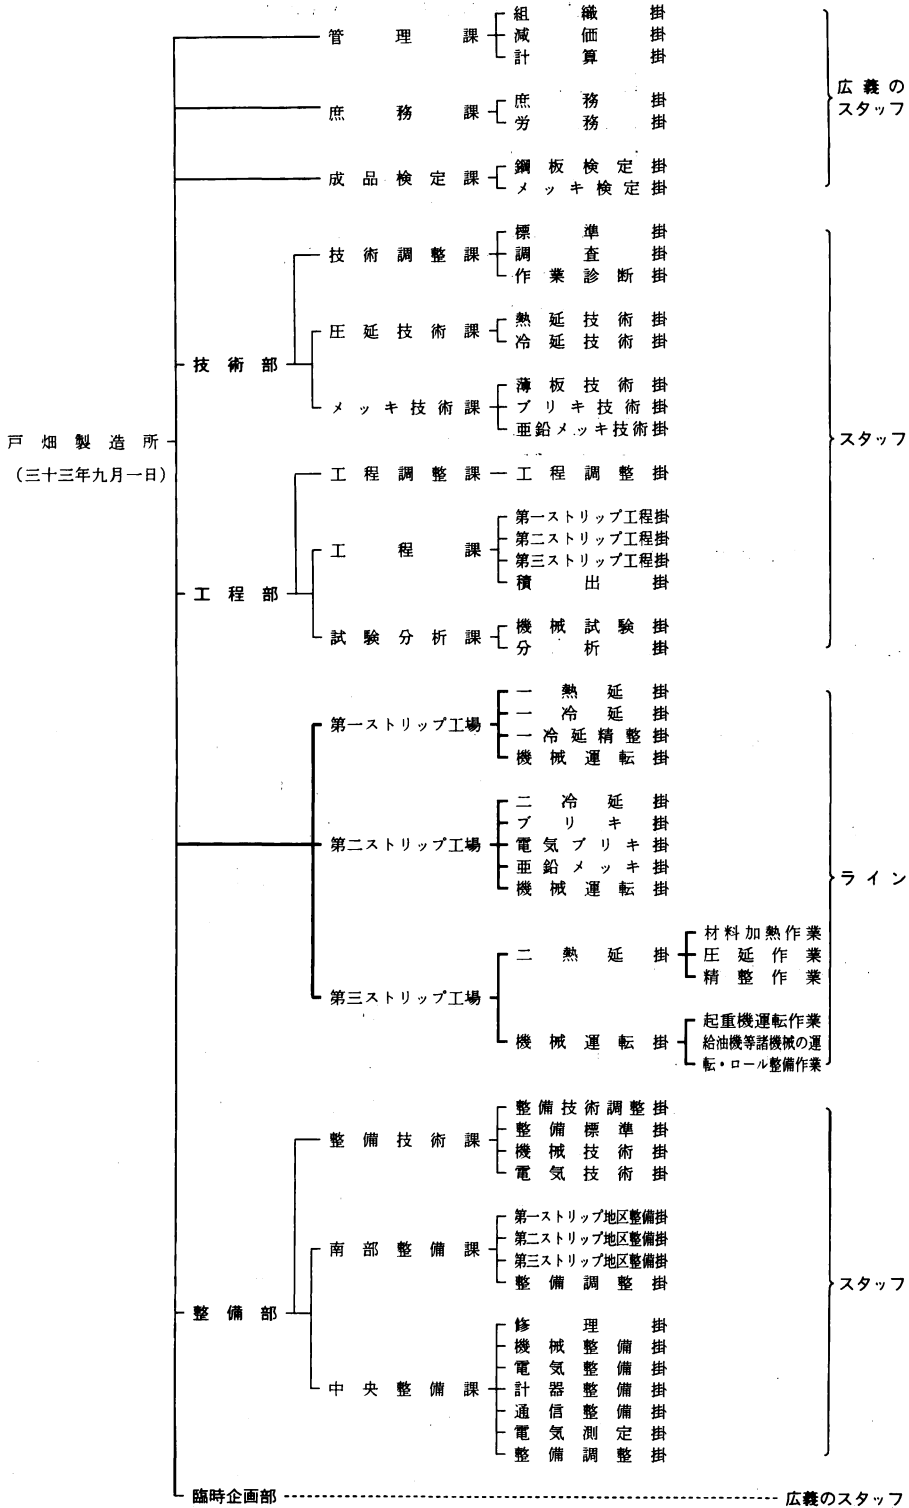 戸畑製造所
(三十三年九月一日)
管理課
組織掛
減価掛
計算掛
庶務課
庶務掛
労務掛
成品検定課
鋼板検定掛
メッキ検定掛
広義の
スタッフ
技術部
技術調整課
標準掛
調査掛
作業診断掛
圧延技術課
熱延技術掛
冷延技術掛
メッキ技術課
薄板技術掛
ブリキ技術掛
亜鉛メッキ技術掛
工程部
工程調整課
工程調整掛
工程課
第一ストリップ工程掛
第二ストリップ工程掛
第三ストリップ工程掛
積出掛
試験分析課
機械試験掛
分析掛
スタッフ
第一ストリップ工場
一熱延掛
一冷延掛
一冷延精整掛
機械運転掛
第二ストリップ工場
二冷延掛
ブリキ掛
電気ブリキ掛
亜鉛メッキ掛
機械運転掛
第三ストリップ工場
二熱延掛
材料加熱作業
圧延作業
精整作業
機械運転掛
起重機運転作業
給油機等諸機械の運
転・ロール整備作業
ライン
整備部
整備技術課
整備技術調整掛
整備標準掛
機械技術掛
電気技術掛
南部整備課
第一ストリップ地区整備掛
第二ストリップ地区整備掛
第三ストリップ地区整備掛
整備調整掛
中央整備課
修理掛
機械整備掛
電気整備掛
計器整備掛
通信整備掛
電気測定掛
整備調整掛
スタッフ
臨時企画部
広義のスタッフ